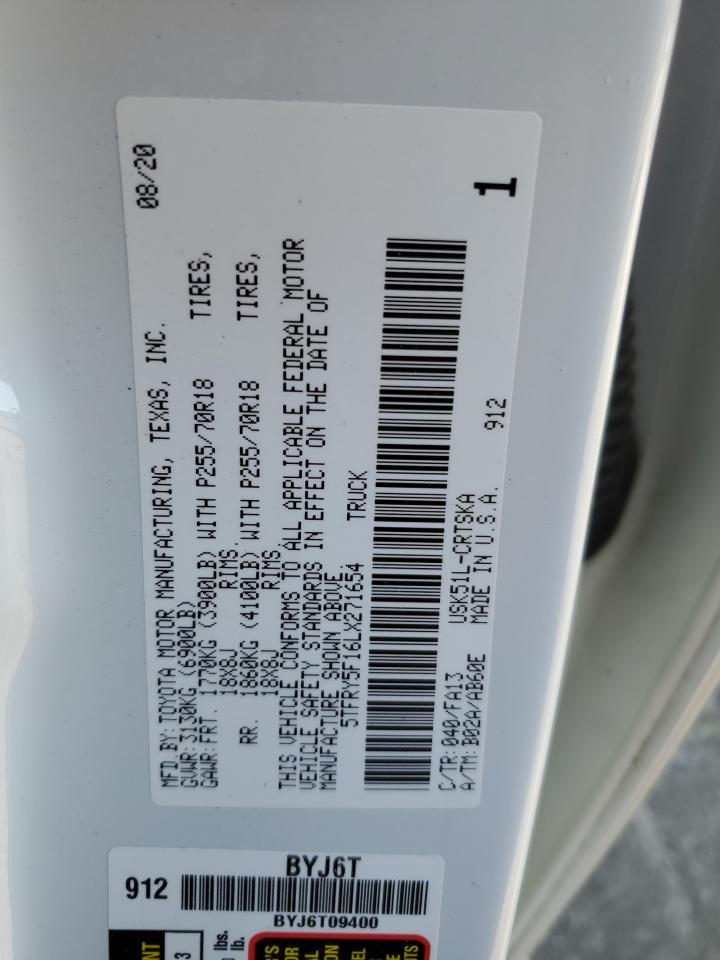 MFD BY: TOYOTA MOTOR MANUFACTURING, TEXAS, INC. 08/20
GVWR: 3130KG (6900LB)
GAWR: FRT. 1770KG (3900LB) WITH P255/70R18 TIRES,
18X8J RIMS,
RR. 1860KG (4100LB) WITH P255/70R18 TIRES,
18X8J RIMS.
THIS VEHICLE CONFORMS TO ALL APPLICABLE FEDERAL MOTOR
VEHICLE SAFETY STANDARDS IN EFFECT ON THE DATE OF
MANUFACTURE SHOWN ABOVE.
5TFRY5F16LX271654 TRUCK
C/TR: 040/FA13 USK51L-CRTSKA 912
A/TM: B02A/AB60E MADE IN U.S.A.
1
BYJ6T
912
BYJ6T09400
lbs.
lb.